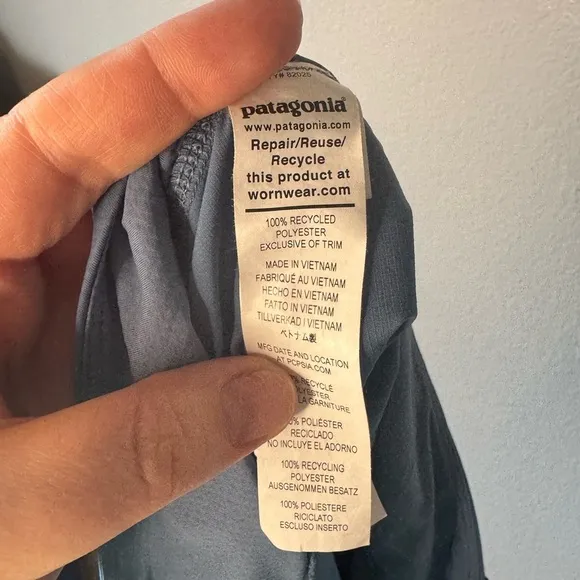 82028
patagonia®
www.patagonia.com
Repair/Reuse/
Recycle
this product at
wornwear.com
100% RECYCLED
POLYESTER
EXCLUSIVE OF TRIM
MADE IN VIETNAM
FABRIQUÉ AU VIETNAM
HECHO EN VIETNAM
FATTO IN VIETNAM
TILLVERKAD I VIETNAM
ベトナム製
MFG DATE AND LOCATION
AT PCPSIA.COM
RECYCLÉ
LA GARNITURE
POLIÉSTER
RECICLADO
NO INCLUYE EL ADORNO
100% RECYCLING
POLYESTER
AUSGENOMMEN BESATZ
100% POLIESTERE
RICICLATO
ESCLUSO INSERTO